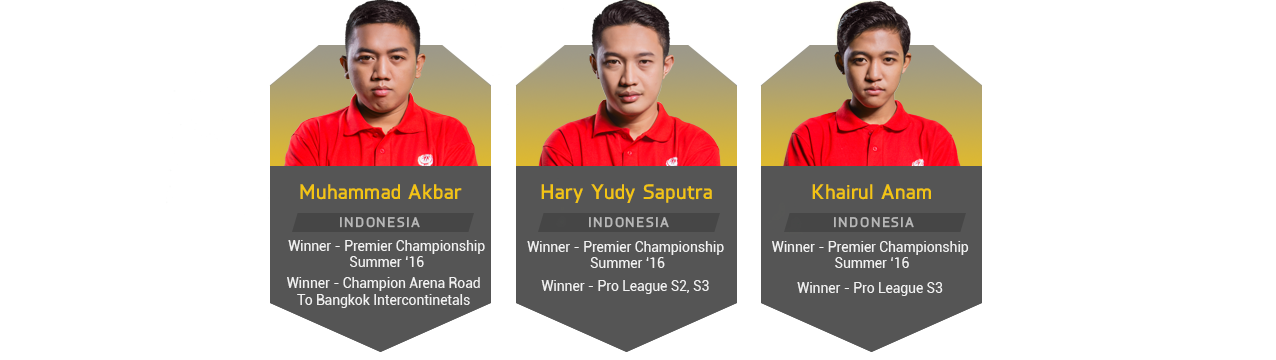 Muhammad Akbar
INDONESIA
Winner - Premier Championship
Summer ‘16
Winner - Champion Arena Road
To Bangkok Intercontinetals
Hary Yudy Saputra
INDONESIA
Winner - Premier Championship
Summer ‘16
Winner - Pro League S2, S3
Khairul Anam
INDONESIA
Winner - Premier Championship
Summer ‘16
Winner - Pro League S3